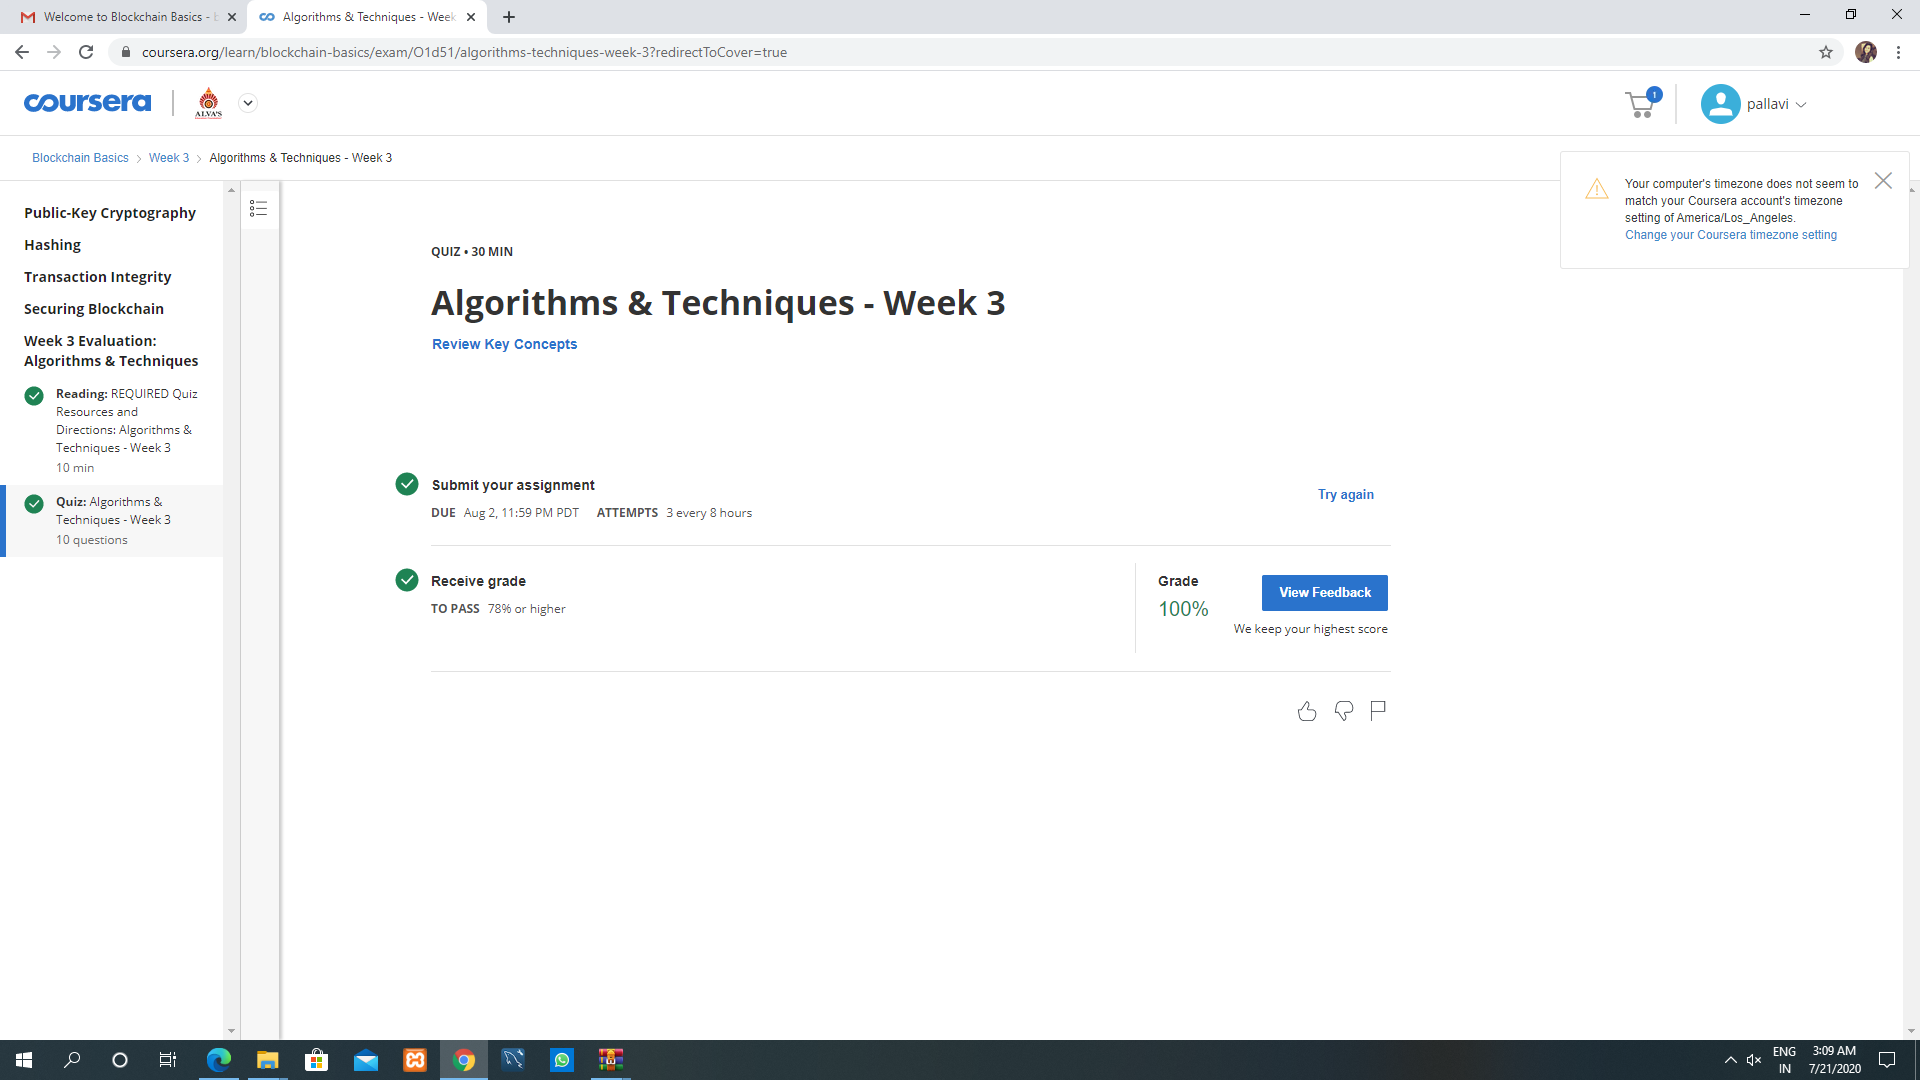 Welcome to Blockchain Basics -
Algorithms & Techniques - Week
coursera.org/learn/blockchain-basics/exam/O1d51/algorithms-techniques-week-3?redirectToCover=true
coursera
ALVA'S
1
pallavi
Blockchain Basics
Week 3
Algorithms & Techniques - Week 3
Your computer's timezone does not seem to
match your Coursera account's timezone
setting of America/Los_Angeles.
Change your Coursera timezone setting
Public-Key Cryptography
Hashing
Transaction Integrity
Securing Blockchain
Week 3 Evaluation:
Algorithms & Techniques
Reading: REQUIRED Quiz
Resources and
Directions: Algorithms &
Techniques - Week 3
10 min
Quiz: Algorithms &
Techniques - Week 3
10 questions
QUIZ • 30 MIN
Algorithms & Techniques - Week 3
Review Key Concepts
Submit your assignment
DUE Aug 2, 11:59 PM PDT ATTEMPTS 3 every 8 hours
Try again
Receive grade
TO PASS 78% or higher
Grade
100%
View Feedback
We keep your highest score
ENG
IN
3:09 AM
7/21/2020